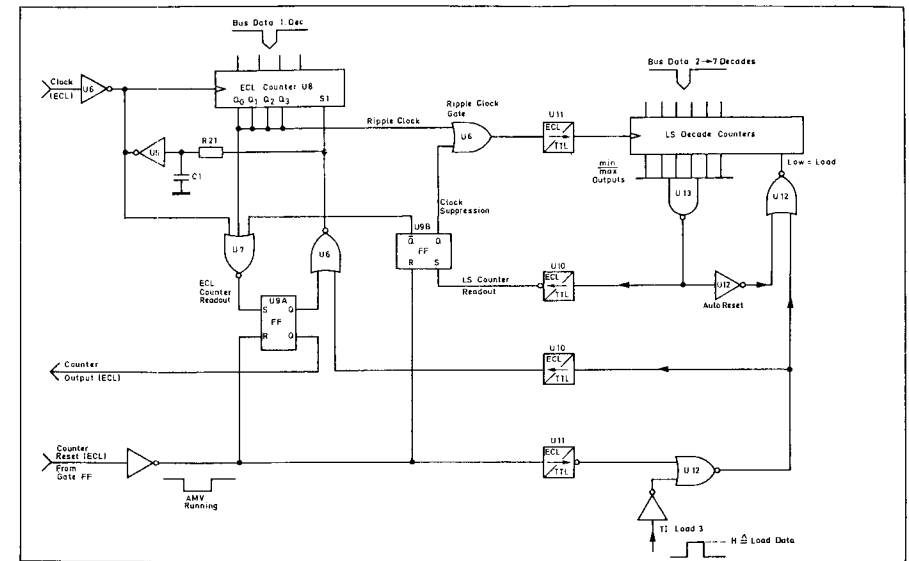 Bus Data 1. Dec
Bus Data 2→7 Decades
Clock
(ECL)
U6
ECL Counter U8
Q0 Q1 Q2 Q3
S1
Ripple Clock
Ripple Clock
Gate
U6
U11
ECL
TTL
LS Decade Counters
Low = Load
min
max
Outputs
U13
U12
U5
R21
C1
Clock
Suppression
U9B
Q Q
FF
R S
U7
U6
ECL
Counter
Readout
U9A
S Q
FF
R Q
LS Counter
Readout
U10
ECL
TTL
U12
Auto Reset
U10
ECL
TTL
Counter
Output (ECL)
Counter
Reset (ECL)
From
Gate FF
AMV
Running
U11
ECL
TTL
U12
TI Load 3
H ≙ Load Data